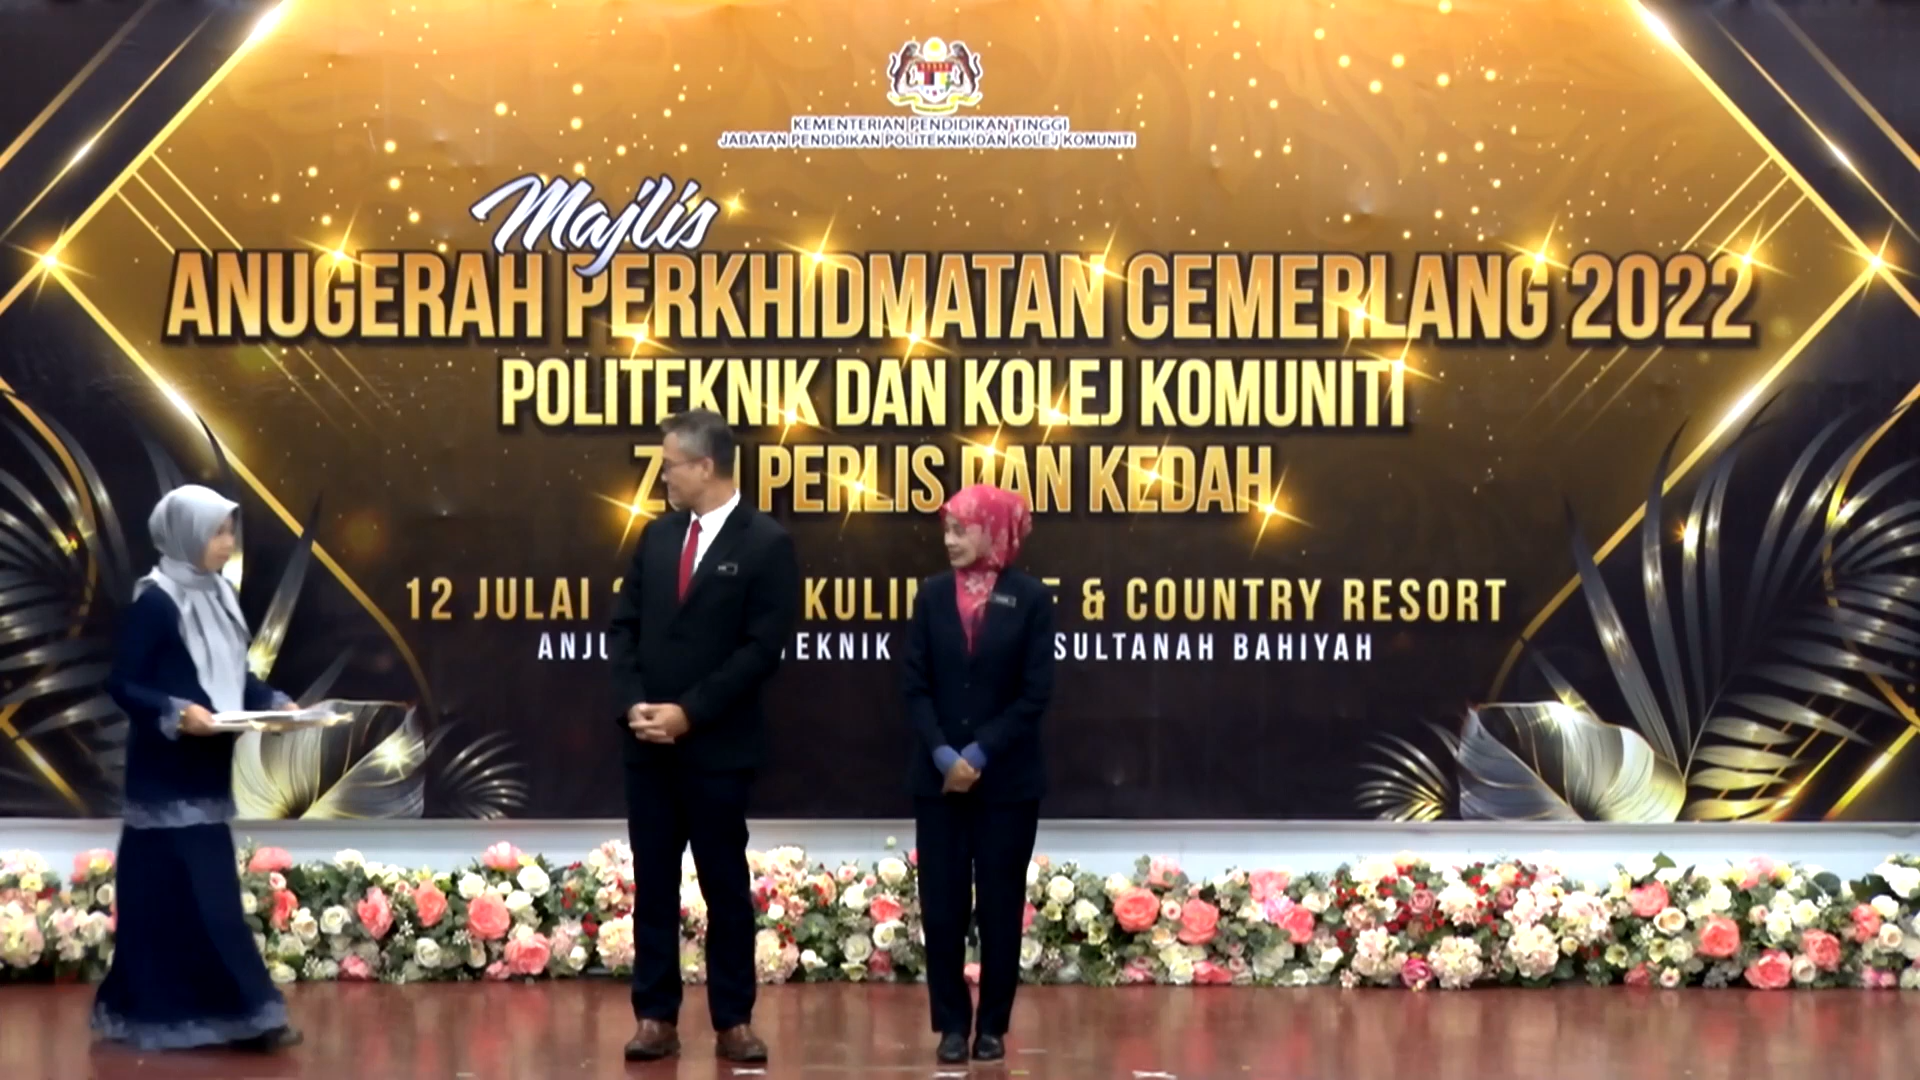 KEMENTERIAN PENDIDIKAN TINGGI
JABATAN PENDIDIKAN POLITEKNIK DAN KOLEJ KOMUNITI
Majlis
ANUGERAH PERKHIDMATAN CEMERLANG 2022
POLITEKNIK DAN KOLEJ KOMUNITI
PERLIS DAN KEDAH
12 JULAI & COUNTRY RESORT
SULTANAH BAHIYAH